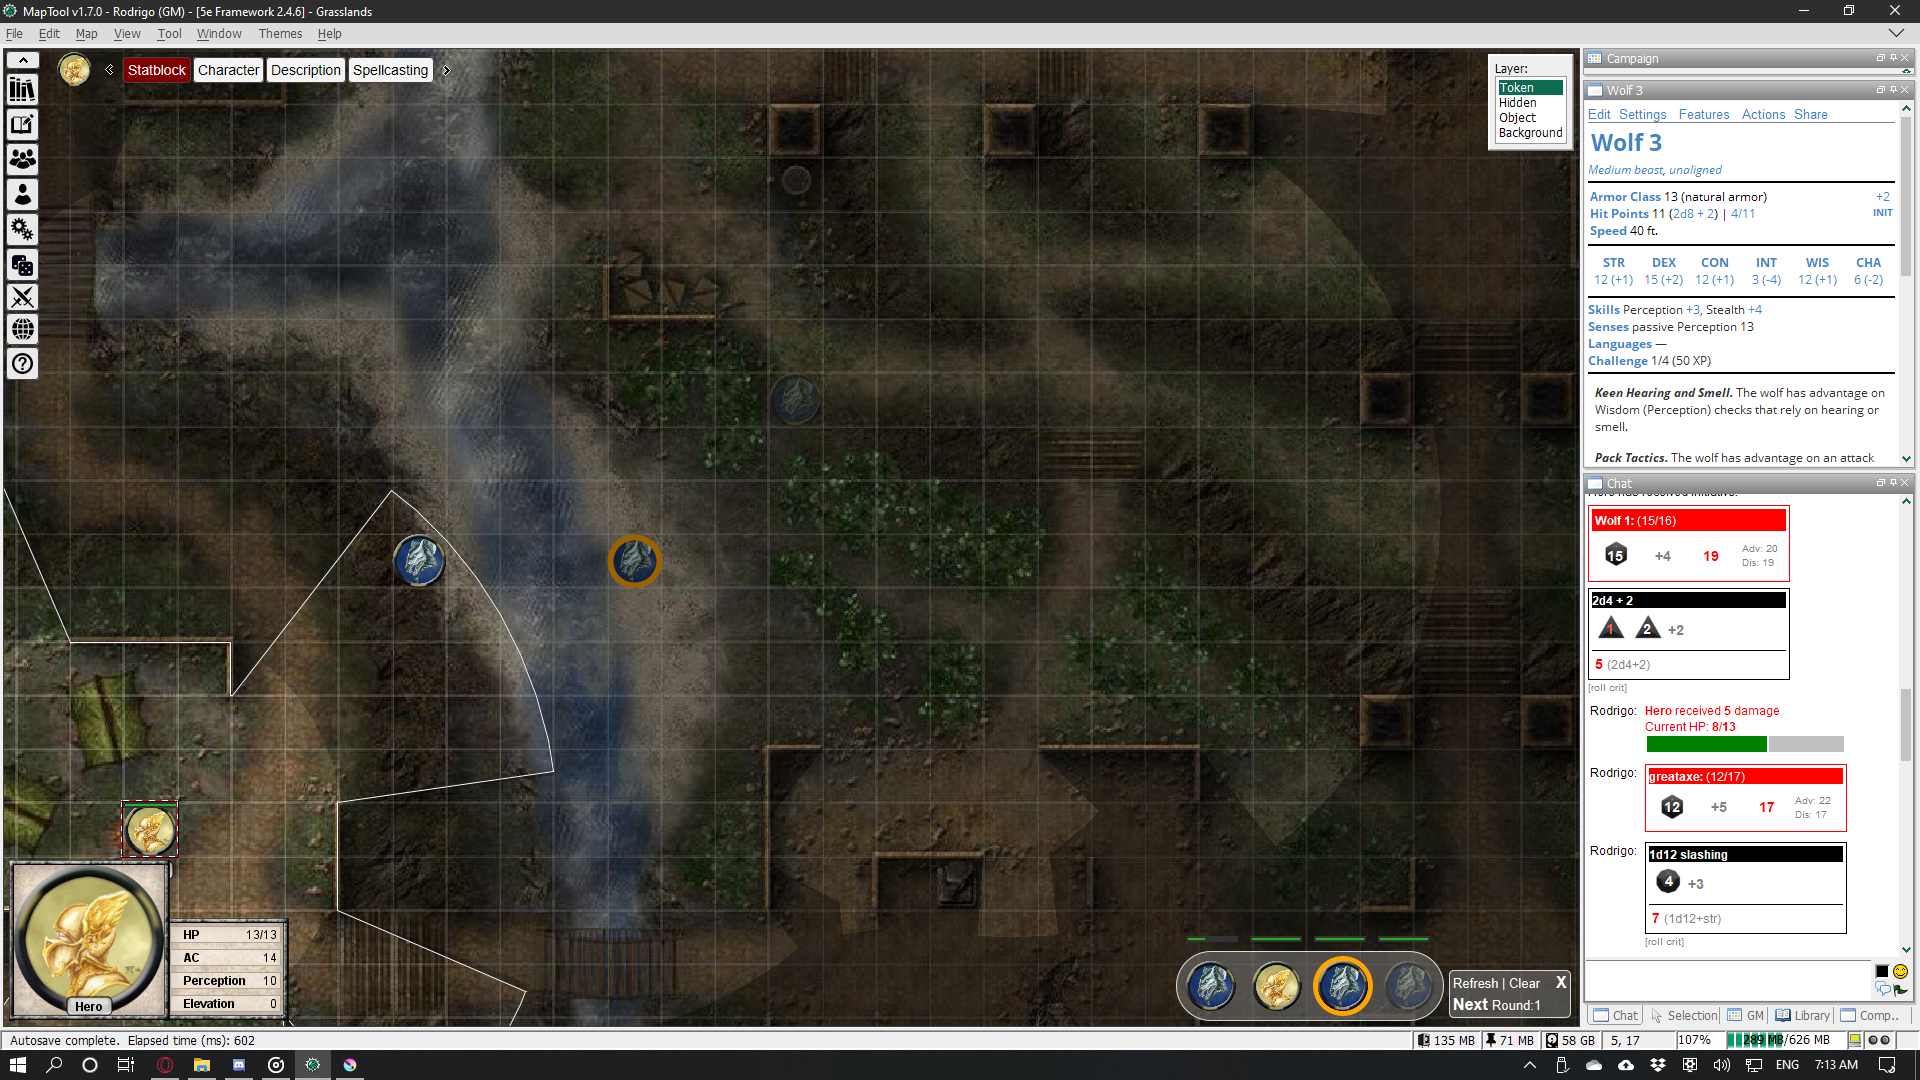 MapTool v1.7.0 - Rodrigo (GM) - [5e Framework 2.4.6] - Grasslands
File Edit Map View Tool Window Themes Help
Statblock Character Description Spellcasting
Layer:
Token
Hidden
Object
Background
Campaign
Wolf 3
Edit Settings Features Actions Share
Wolf 3
Medium beast, unaligned
Armor Class 13 (natural armor) +2
Hit Points 11 (2d8 + 2) | 4/11 INIT
Speed 40 ft.
STR DEX CON INT WIS CHA
12 (+1) 15 (+2) 12 (+1) 3 (-4) 12 (+1) 6 (-2)
Skills Perception +3, Stealth +4
Senses passive Perception 13
Languages —
Challenge 1/4 (50 XP)
Keen Hearing and Smell. The wolf has advantage on
Wisdom (Perception) checks that rely on hearing or
smell.
Pack Tactics. The wolf has advantage on an attack
Chat
Hero has received initiative.
Wolf 1: (15/16)
15 +4 19 Adv: 20
Dis: 19
2d4 + 2
1 2 +2
5 (2d4+2)
[roll crit]
Rodrigo: Hero received 5 damage
Current HP: 8/13
Rodrigo: greataxe: (12/17)
12 +5 17 Adv: 22
Dis: 17
Rodrigo: 1d12 slashing
4 +3
7 (1d12+str)
[roll crit]
HP 13/13
AC 14
Perception 10
Elevation 0
Hero
Refresh | Clear X
Next Round:1
Chat Selection GM Library Comp..
Autosave complete. Elapsed time (ms): 602
135 MB 71 MB 58 GB 5, 17 107% 289 MB/626 MB
ENG 7:13 AM